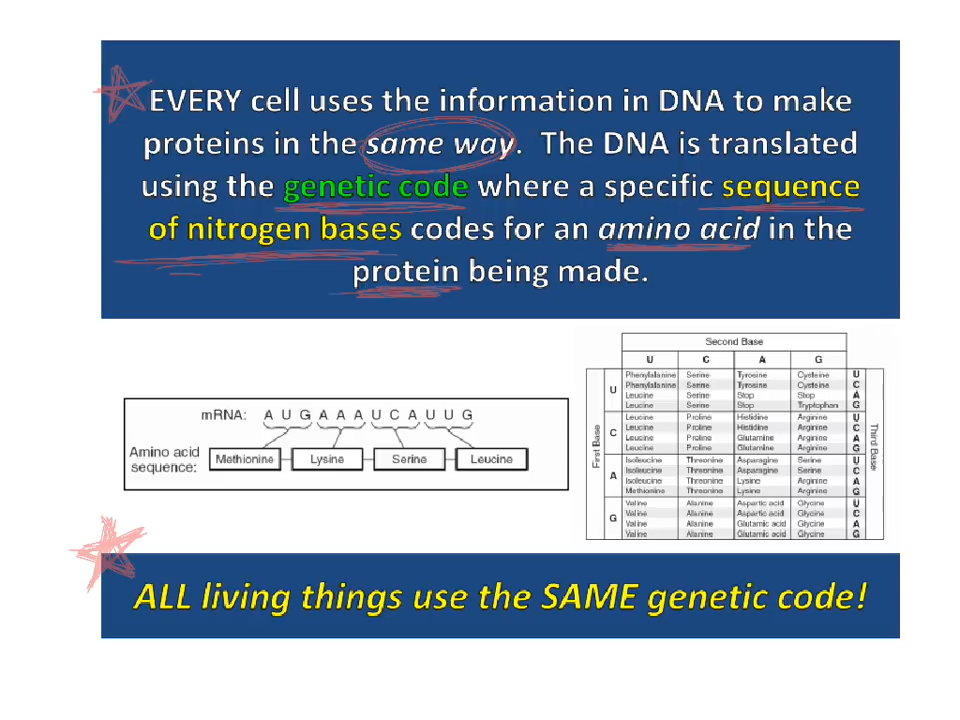 EVERY cell uses the information in DNA to make
proteins in the same way. The DNA is translated
using the genetic code where a specific sequence
of nitrogen bases codes for an amino acid in the
protein being made.
mRNA: A U G A A A U C A U U G
Amino acid
sequence:
Methionine Lysine Serine Leucine
Second Base
U C A G
First Base
Third Base
U
Phenylalanine Serine Tyrosine Cysteine U
Phenylalanine Serine Tyrosine Cysteine C
Leucine Serine Stop Stop A
Leucine Serine Stop Tryptophan G
C
Leucine Proline Histidine Arginine U
Leucine Proline Histidine Arginine C
Leucine Proline Glutamine Arginine A
Leucine Proline Glutamine Arginine G
A
Isoleucine Threonine Asparagine Serine U
Isoleucine Threonine Asparagine Serine C
Isoleucine Threonine Lysine Arginine A
Methionine Threonine Lysine Arginine G
G
Valine Alanine Aspartic acid Glycine U
Valine Alanine Aspartic acid Glycine C
Valine Alanine Glutamic acid Glycine A
Valine Alanine Glutamic acid Glycine G
ALL living things use the SAME genetic code!